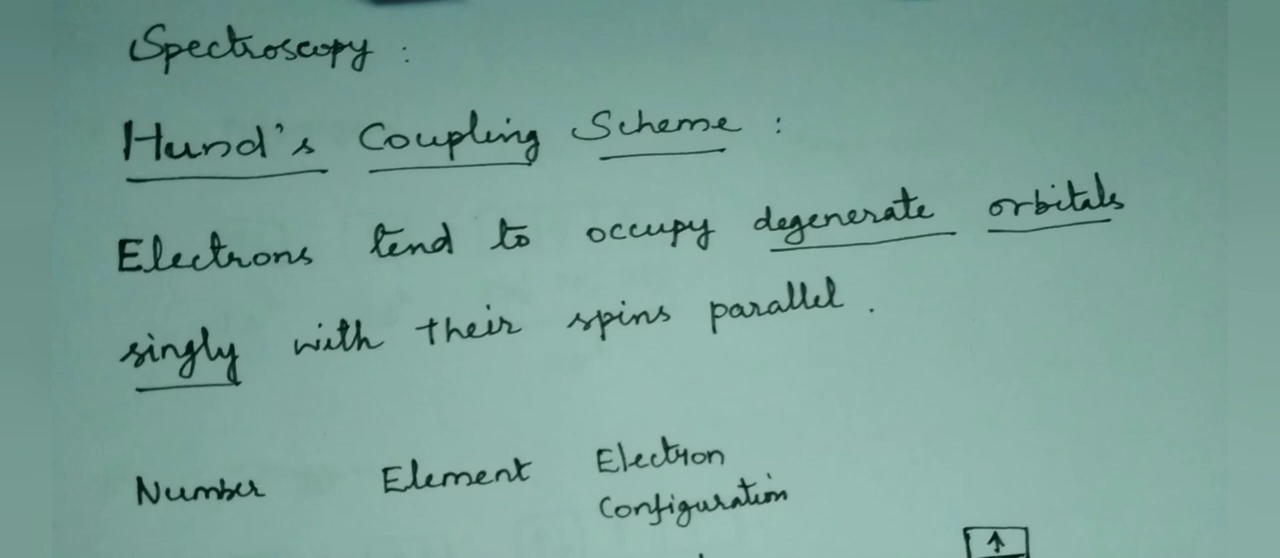 Spectroscopy :
Hund's Coupling Scheme :
Electrons tend to occupy degenerate orbitals
singly with their spins parallel .
Number Element Electron
Configuration
↑